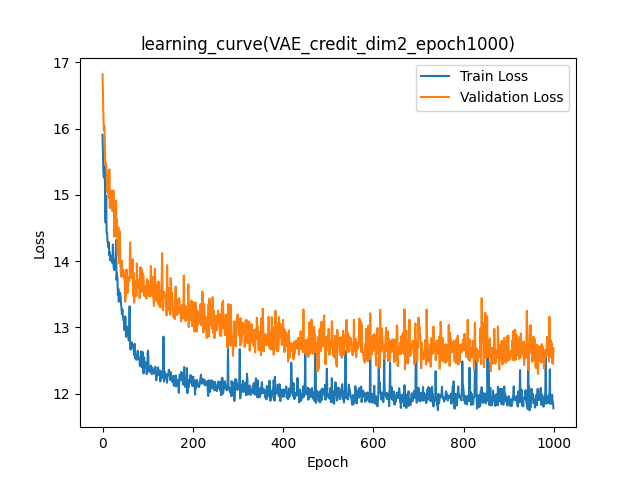 learning_curve(VAE_credit_dim2_epoch1000)
17
16
15
14
13
12
Loss
Train Loss
Validation Loss
0
200
400
600
800
1000
Epoch